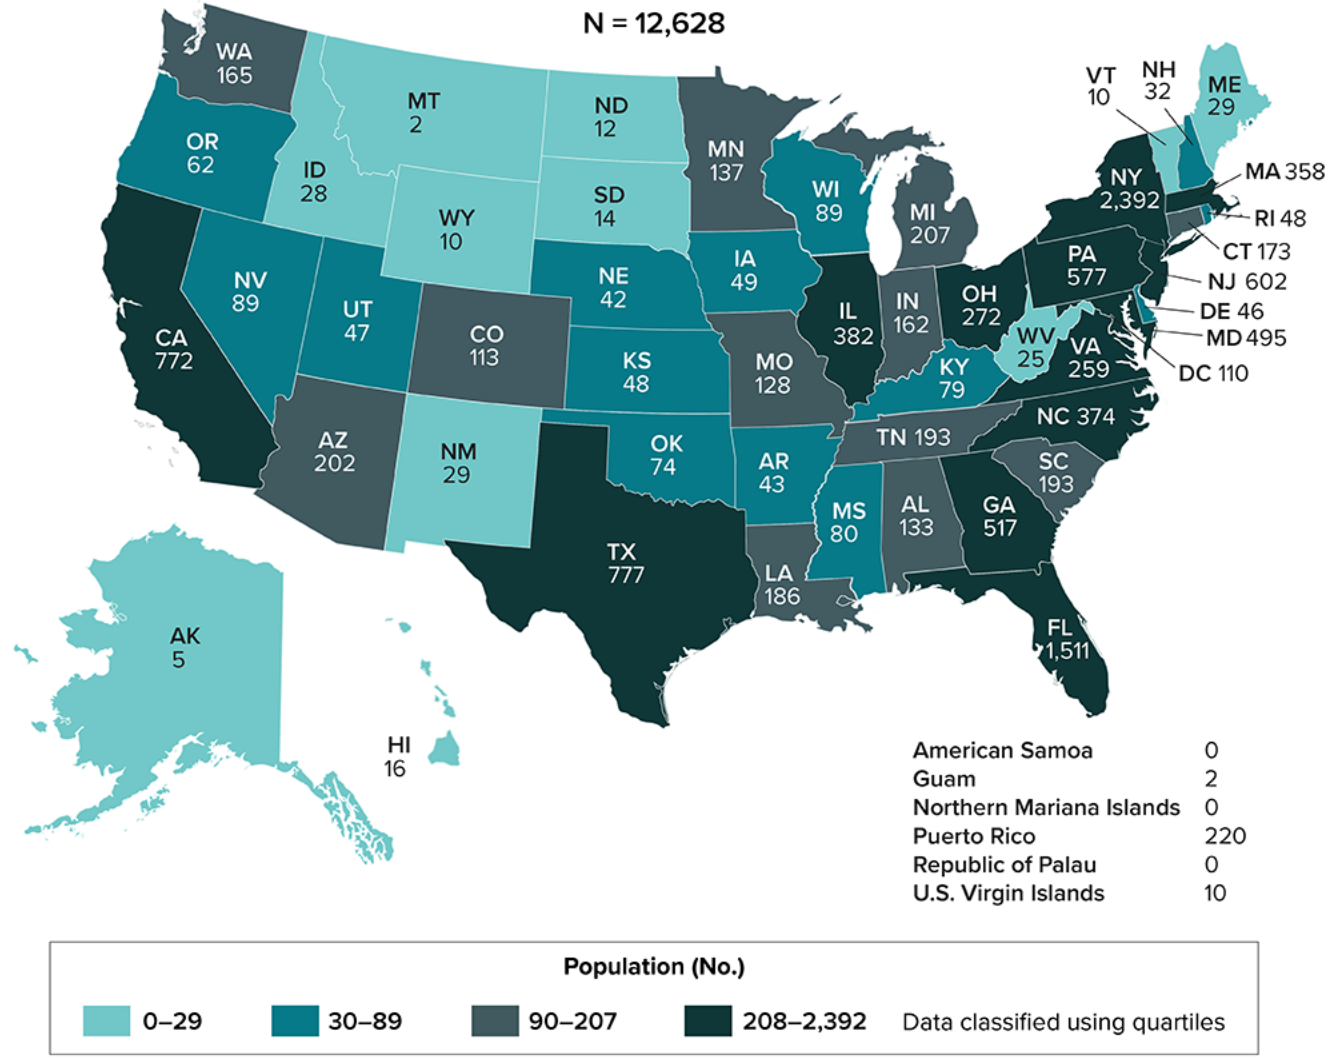 N = 12,628
WA
165
OR
62
CA
772
NV
89
ID
28
MT
2
WY
10
UT
47
AZ
202
CO
113
NM
29
ND
12
SD
14
NE
42
KS
48
OK
74
TX
777
MN
137
IA
49
MO
128
AR
43
LA
186
WI
89
IL
382
MI
207
IN
162
OH
272
KY
79
TN 193
MS
80
AL
133
GA
517
FL
1,511
SC
193
NC 374
VA
259
WV
25
PA
577
NY
2,392
VT
10
NH
32
ME
29
MA 358
RI 48
CT 173
NJ 602
DE 46
MD 495
DC 110
AK
5
HI
16
American Samoa 0
Guam 2
Northern Mariana Islands 0
Puerto Rico 220
Republic of Palau 0
U.S. Virgin Islands 10
Population (No.)
0–29 30–89 90–207 208–2,392 Data classified using quartiles